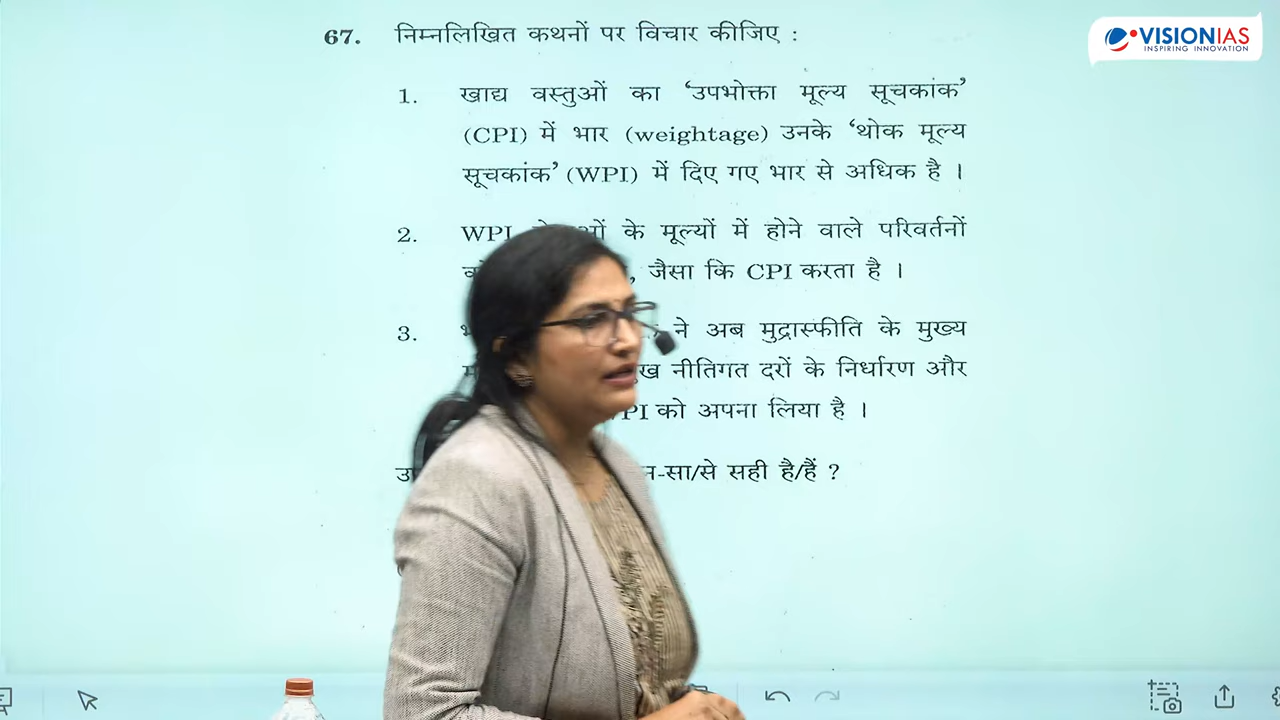 VISIONIAS
INSPIRING INNOVATION
67. निम्नलिखित कथनों पर विचार कीजिए :
1. खाद्य वस्तुओं का ‘उपभोक्ता मूल्य सूचकांक’
(CPI) में भार (weightage) उनके ‘थोक मूल्य
सूचकांक’ (WPI) में दिए गए भार से अधिक है ।
2. WPI के मूल्यों में होने वाले परिवर्तनों
जैसा कि CPI करता है ।
3. ने अब मुद्रास्फीति के मुख्य
नीतिगत दरों के निर्धारण और
को अपना लिया है ।
सही है/हैं ?